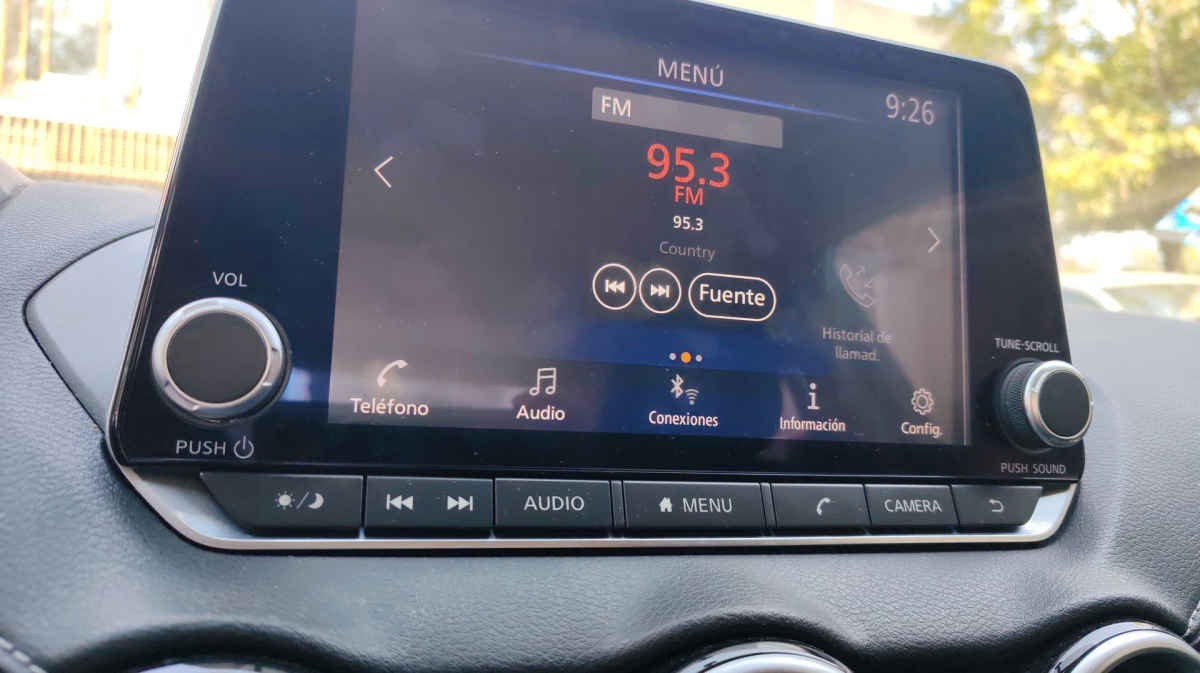 MENÚ
FM
9:26
95.3
FM
95.3
Country
Fuente
Historial de
llamad.
Teléfono
Audio
Conexiones
Información
Config.
VOL
PUSH
TUNE-SCROLL
PUSH SOUND
AUDIO
MENU
CAMERA